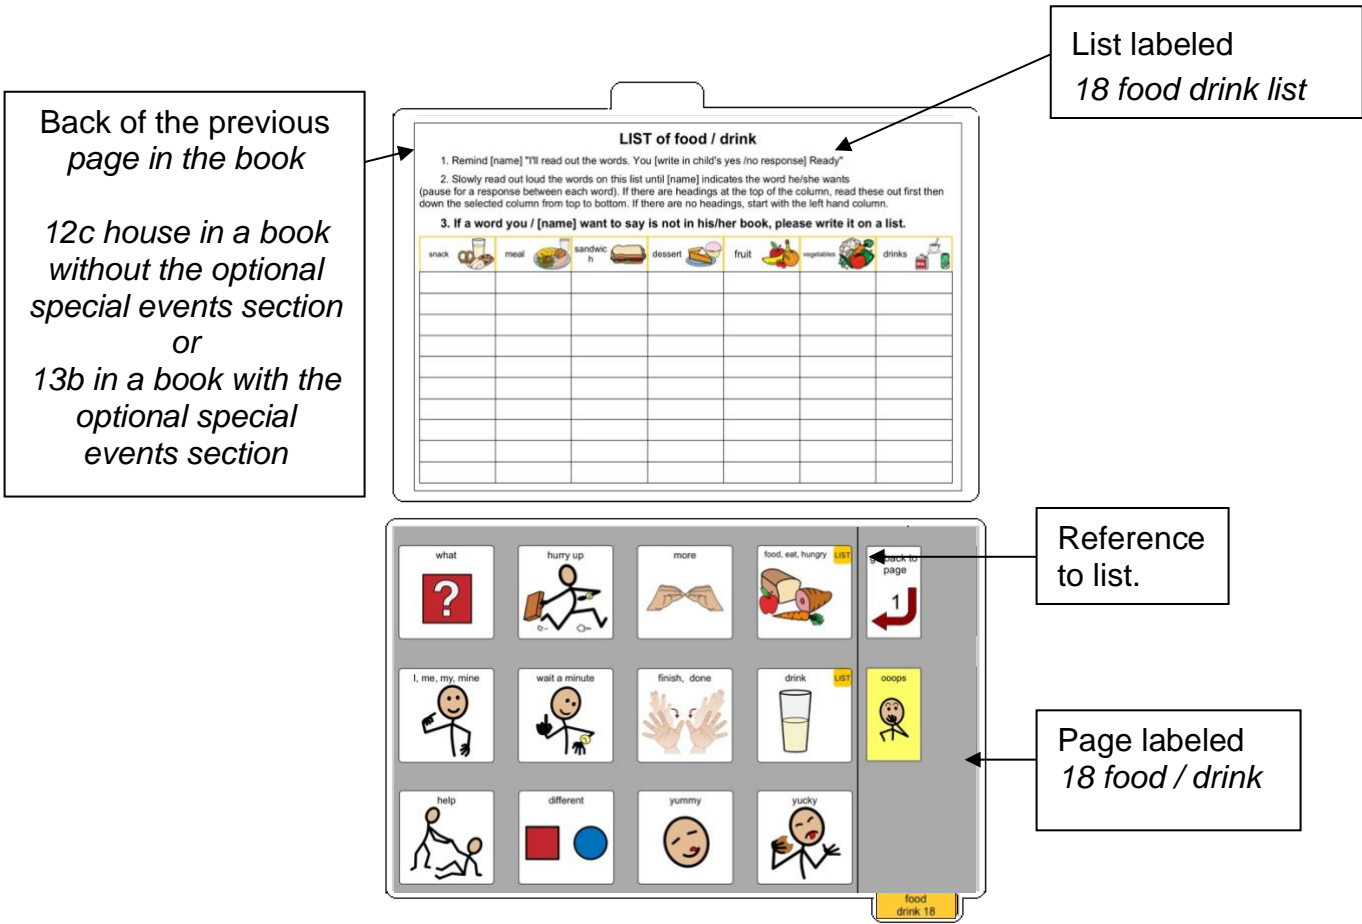 List labeled
18 food drink list
Back of the previous
page in the book
12c house in a book
without the optional
special events section
or
13b in a book with the
optional special
events section
LIST of food / drink
1. Remind [name] "I'll read out the words. You [write in child's yes /no response] Ready"
2. Slowly read out loud the words on this list until [name] indicates the word he/she wants
(pause for a response between each word). If there are headings at the top of the column, read these out first then
down the selected column from top to bottom. If there are no headings, start with the left hand column.
3. If a word you / [name] want to say is not in his/her book, please write it on a list.
snack meal sandwic dessert fruit vegetables drinks
h
what hurry up more food, eat, hungry LIST go back to
page
1
Reference
to list.
I, me, my, mine wait a minute finish, done drink LIST ooops
Page labeled
18 food / drink
help different yummy yucky
food
drink 18